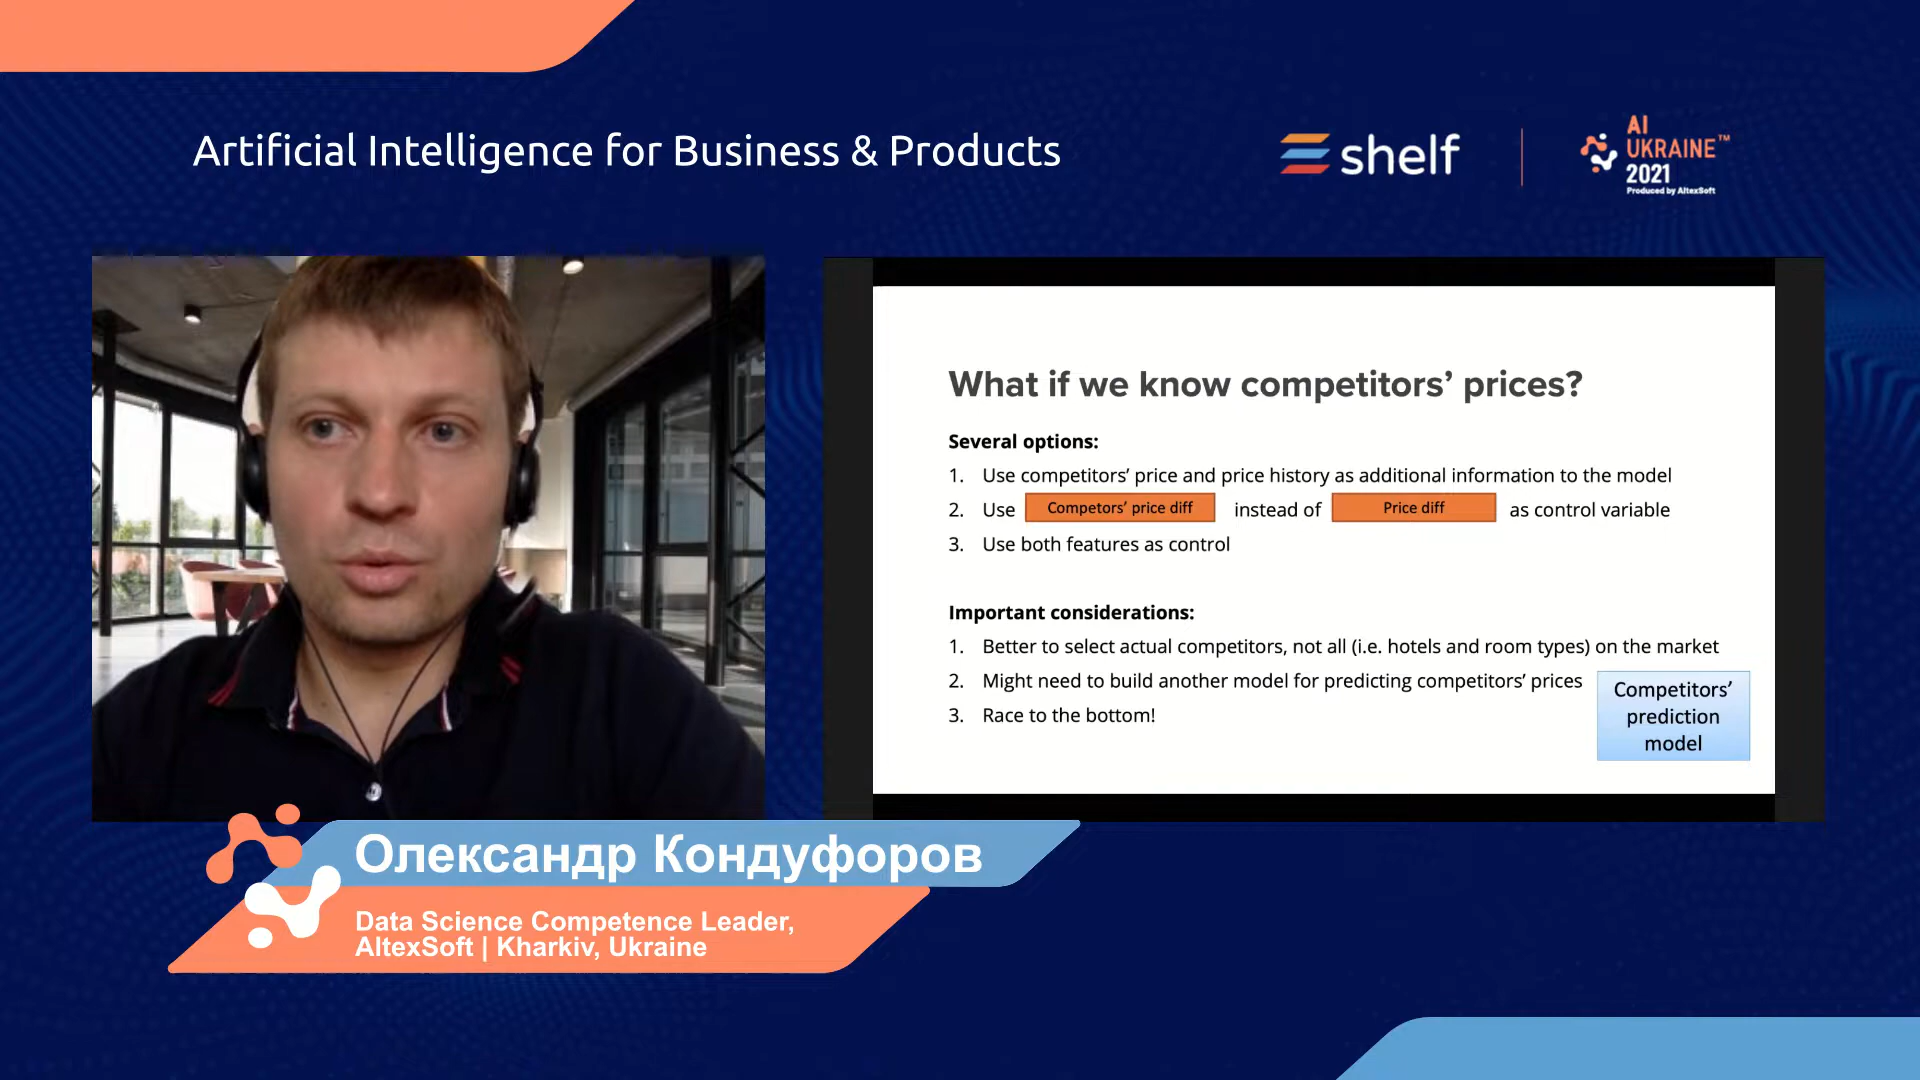 Artificial Intelligence for Business & Products
shelf
AI
UKRAINE™
2021
Produced by AltexSoft
What if we know competitors’ prices?
Several options:
1. Use competitors’ price and price history as additional information to the model
2. Use Competors’ price diff instead of Price diff as control variable
3. Use both features as control
Important considerations:
1. Better to select actual competitors, not all (i.e. hotels and room types) on the market
2. Might need to build another model for predicting competitors’ prices
3. Race to the bottom!
Competitors’
prediction
model
Олександр Кондуфоров
Data Science Competence Leader,
AltexSoft | Kharkiv, Ukraine